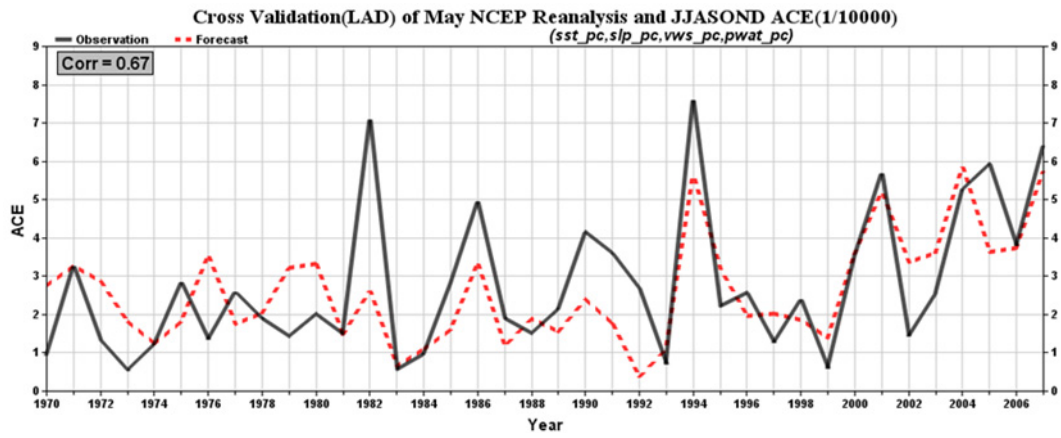 Cross Validation(LAD) of May NCEP Reanalysis and JJASOND ACE(1/10000)
Observation Forecast (sst_pc,slp_pc,vws_pc,pwat_pc)
Corr = 0.67
9 9
8 8
7 7
6 6
5 5
4 4
3 3
2 2
1 1
0 0
ACE
1970 1972 1974 1976 1978 1980 1982 1984 1986 1988 1990 1992 1994 1996 1998 2000 2002 2004 2006
Year